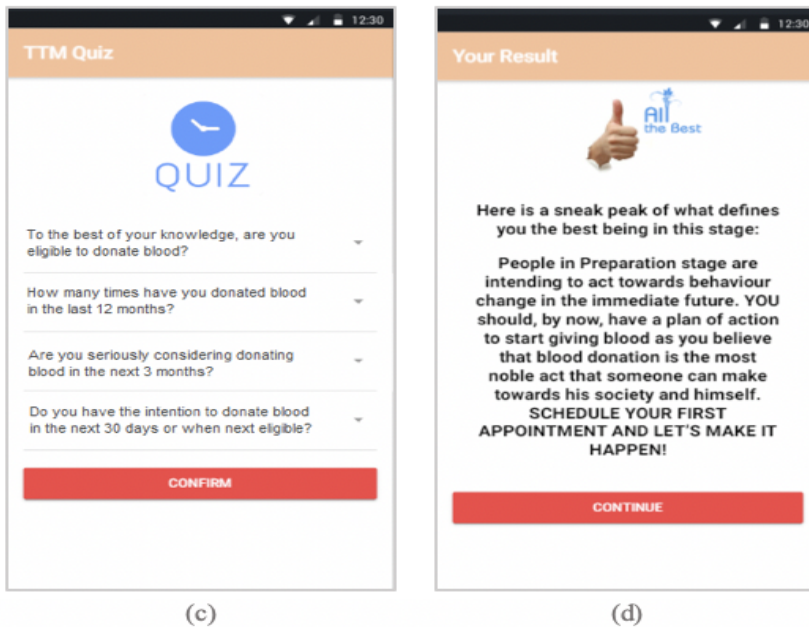 12:30
TTM Quiz
QUIZ
To the best of your knowledge, are you
eligible to donate blood?
How many times have you donated blood
in the last 12 months?
Are you seriously considering donating
blood in the next 3 months?
Do you have the intention to donate blood
in the next 30 days or when next eligible?
CONFIRM
(c)
12:30
Your Result
All
the Best
Here is a sneak peak of what defines
you the best being in this stage:
People in Preparation stage are
intending to act towards behaviour
change in the immediate future. YOU
should, by now, have a plan of action
to start giving blood as you believe
that blood donation is the most
noble act that someone can make
towards his society and himself.
SCHEDULE YOUR FIRST
APPOINTMENT AND LET'S MAKE IT
HAPPEN!
CONTINUE
(d)